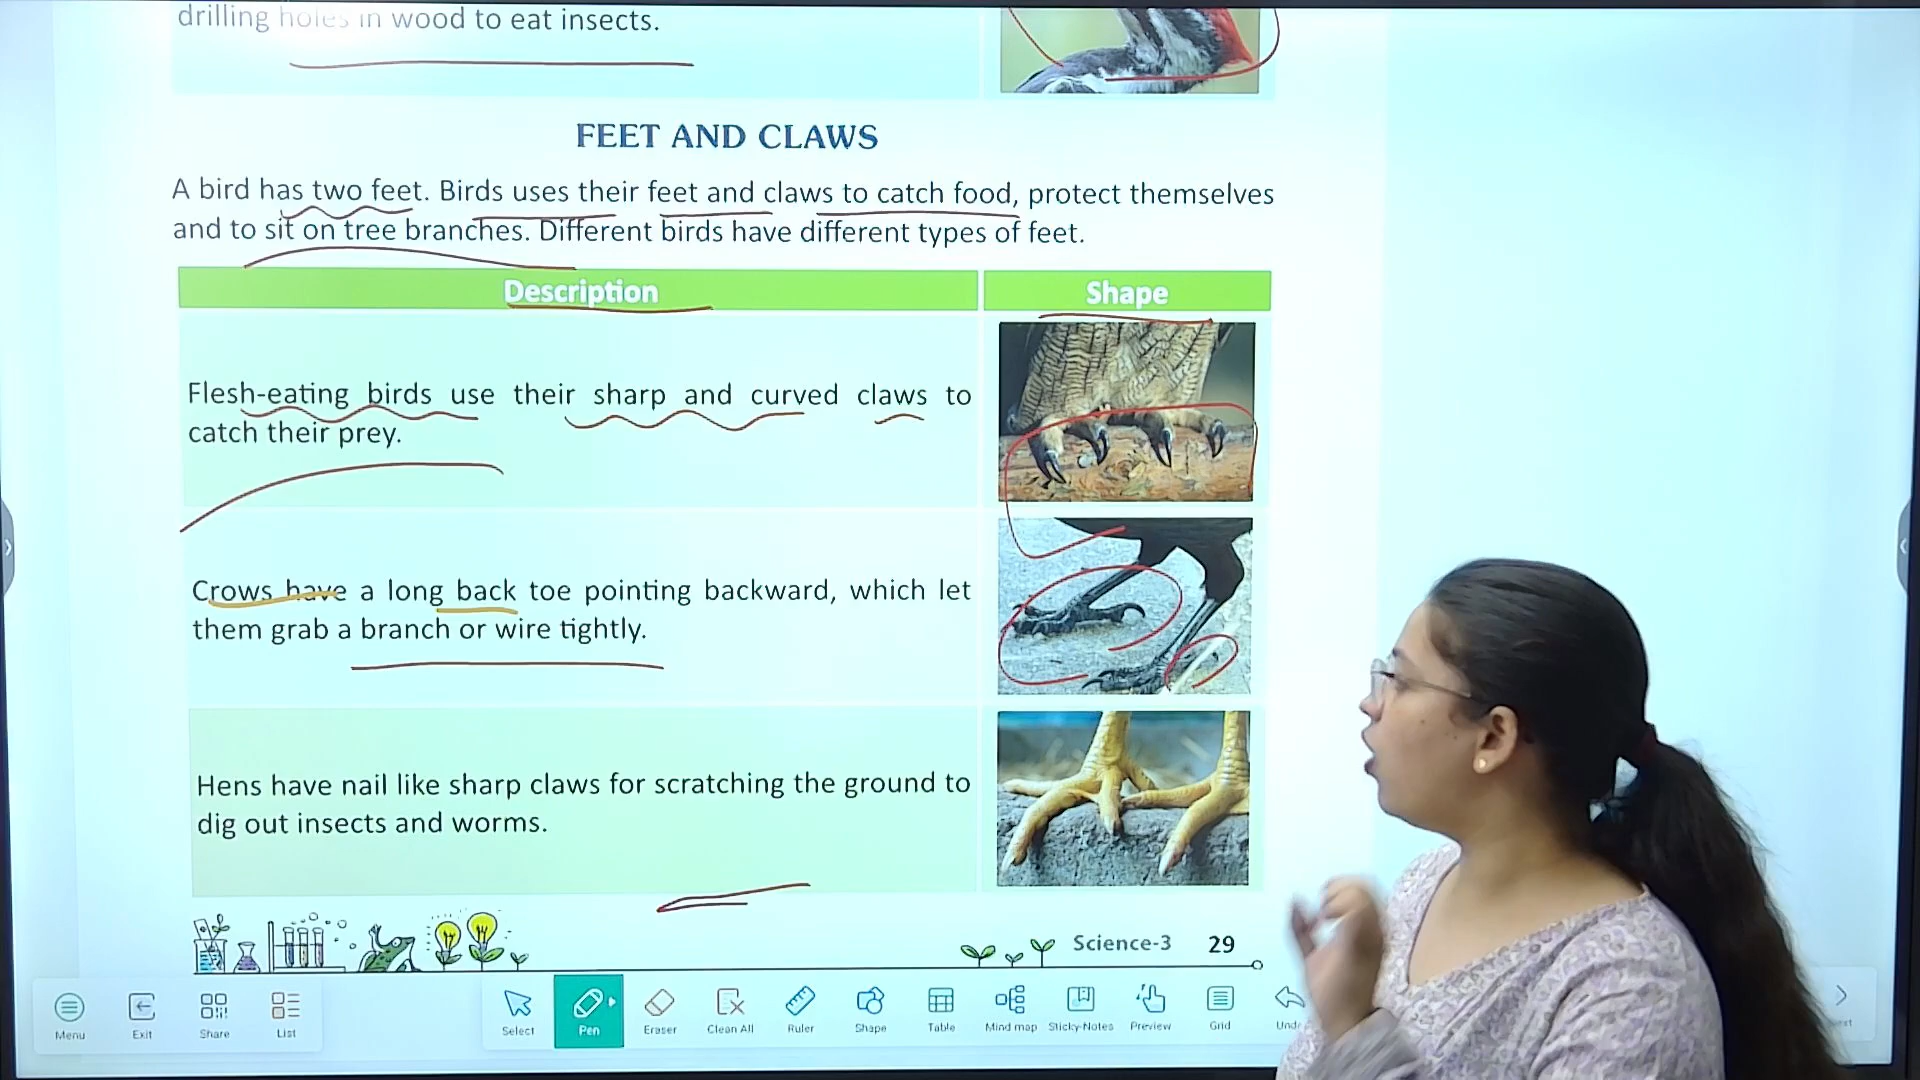 drilling holes in wood to eat insects.
FEET AND CLAWS
A bird has two feet. Birds uses their feet and claws to catch food, protect themselves
and to sit on tree branches. Different birds have different types of feet.
Description Shape
Flesh-eating birds use their sharp and curved claws to
catch their prey.
Crows have a long back toe pointing backward, which let
them grab a branch or wire tightly.
Hens have nail like sharp claws for scratching the ground to
dig out insects and worms.
Science-3 29
Menu Exit Share List Select Pen Eraser Clean All Ruler Shape Table Mind map Sticky-Notes Preview Grid